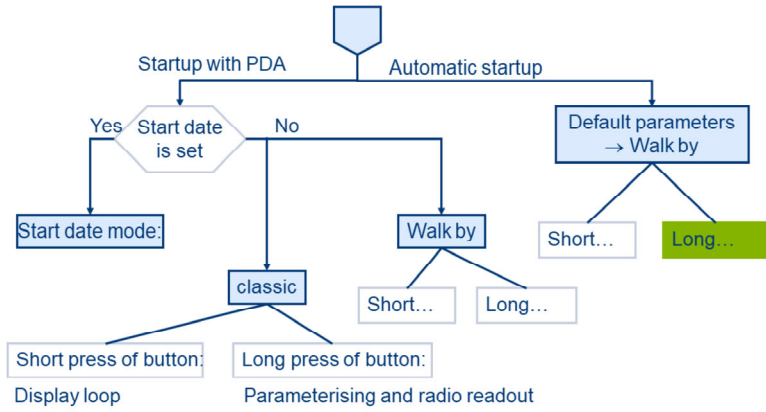 Startup with PDA
Automatic startup
Yes
Start date
is set
No
Default parameters
→ Walk by
Start date mode:
Walk by
Short…
Long…
classic
Short…
Long…
Short press of button:
Long press of button:
Display loop
Parameterising and radio readout